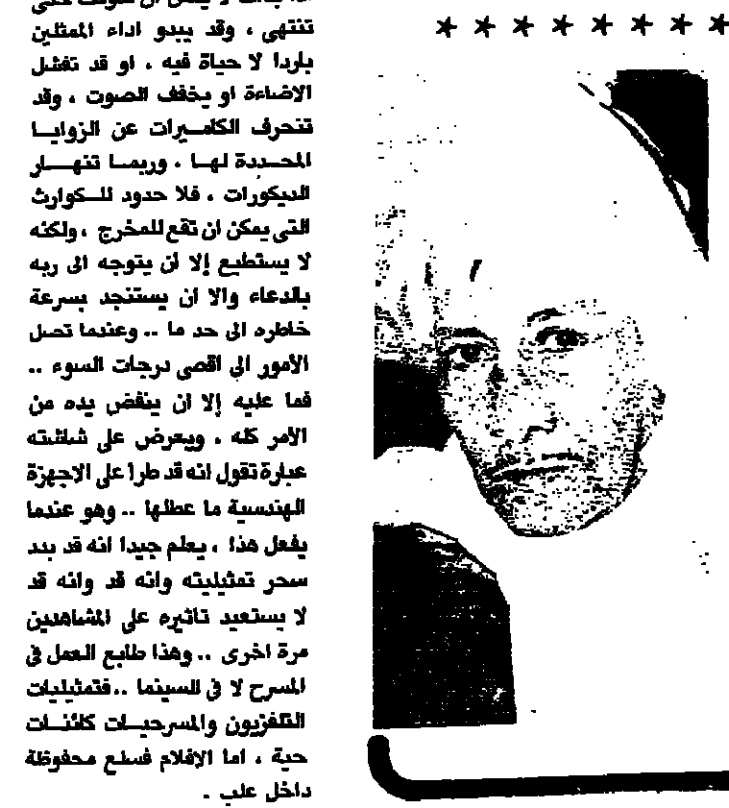 تنتهى ، وقد يبدو اداء الممثلين
باردا لا حياة فيه ، او قد تفشل
الاضاءة او يخفف الصوت ، وقد
تنحرف الكاميرات عن الزوايا
المحددة لها . وربما تنهار
الديكورات ، فلا حدود للكوارث
التى يمكن ان تقع للمخرج ، ولكنه
لا يستطيع إلا ان يتوجه الى ربه
بالدعاء والا ان يستنجد بسرعة
خاطره الى حد ما .. وعندما تصل
الامور الى اقصى درجات السوء ..
فما عليه إلا ان ينفض يده من
الامر كله ، ويعرض على شاشته
عبارة تقول انه قد طرأ على الاجهزة
الهندسية ما عطلها .. وهو عندما
يفعل هذا ، يعلم جيدا انه قد بدد
سحر تمثيليته وانه قد وانه قد
لا يستعيد تاثيره على المشاهدين
مرة اخرى .. وهذا طابع العمل فى
المسرح لا فى السينما .. فتمثيليات
التلفزيون والمسرحيات كائنات
حية ، اما الافلام فسلع محفوظة
داخل علب .